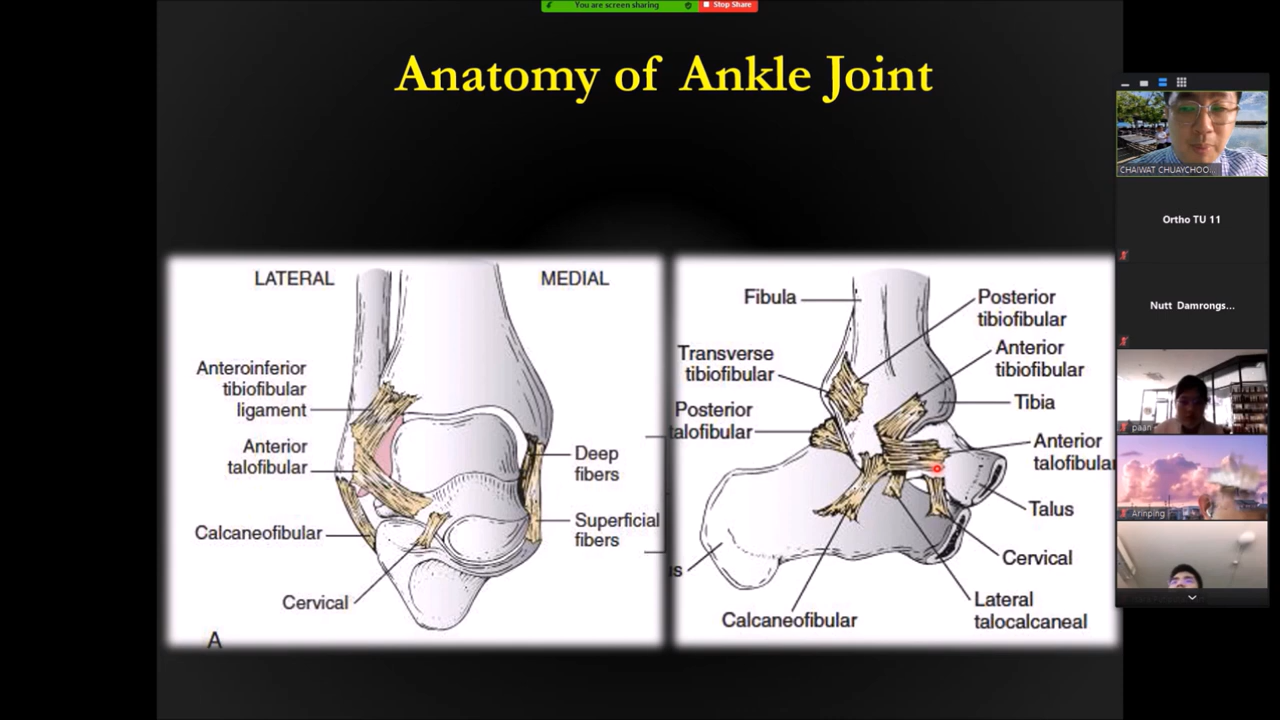 You are screen sharing
Stop Share
Anatomy of Ankle Joint
LATERAL
MEDIAL
Anteroinferior
tibiofibular
ligament
Anterior
talofibular
Calcaneofibular
Cervical
Deep
fibers
Superficial
fibers
A
Fibula
Transverse
tibiofibular
Posterior
talofibular
us
Calcaneofibular
Posterior
tibiofibular
Anterior
tibiofibular
Tibia
Anterior
talofibular
Talus
Cervical
Lateral
talocalcaneal
CHAIWAT CHUAYCHOO...
Ortho TU 11
Nutt Damrongs...
paan
Arinping